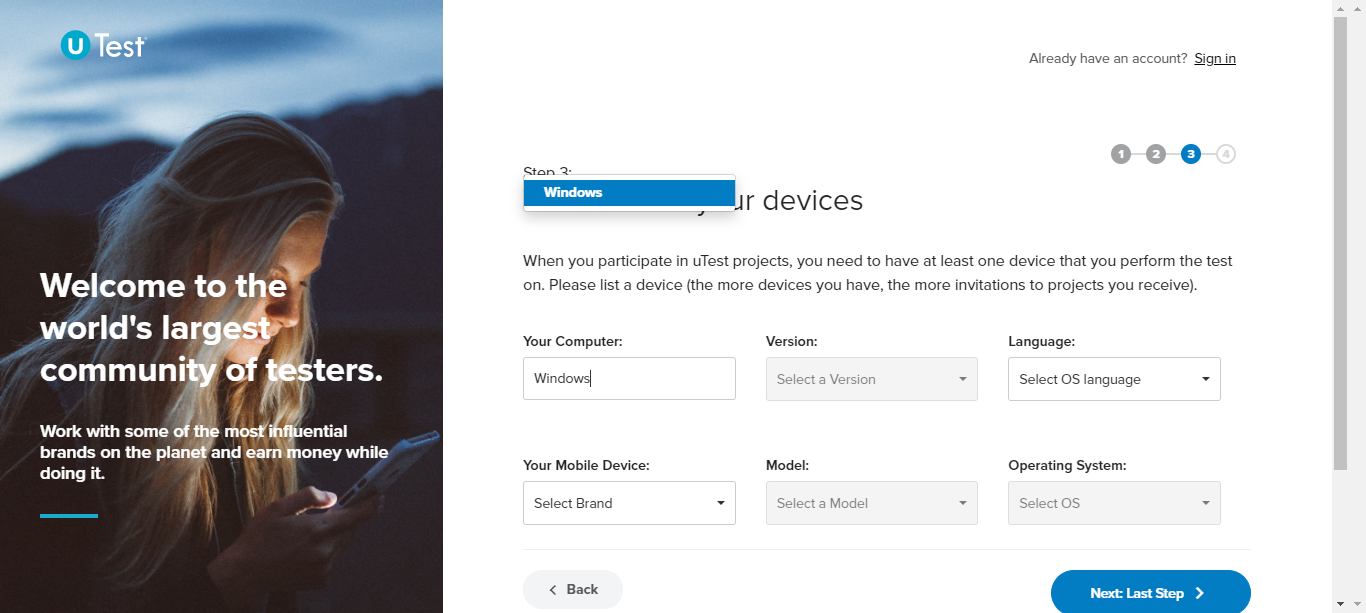 uTest
Already have an account? Sign in
1 2 3 4
Step 3:
Windows
ur devices
When you participate in uTest projects, you need to have at least one device that you perform the test
on. Please list a device (the more devices you have, the more invitations to projects you receive).
Welcome to the
world's largest
community of testers.
Work with some of the most influential
brands on the planet and earn money while
doing it.
Your Computer: Version: Language:
Windows Select a Version Select OS language
Your Mobile Device: Model: Operating System:
Select Brand Select a Model Select OS
Back
Next: Last Step